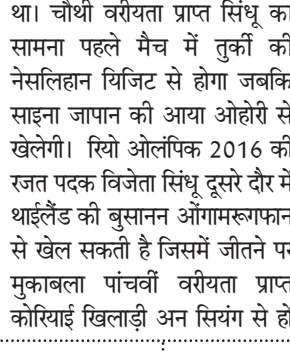 था। चौथी वरीयता प्राप्त सिंधू का
सामना पहले मैच में तुर्की की
नेसलिहान यिजिट से होगा जबकि
साइना जापान की आया ओहोरी से
खेलेगी। रियो ओलंपिक 2016 की
रजत पदक विजेता सिंधू दूसरे दौर में
थाईलैंड की बुसानन ओंगामरूगफान
से खेल सकती है जिसमें जीतने पर
मुकाबला पांचवीं वरीयता प्राप्त
कोरियाई खिलाड़ी अन सियंग से हो